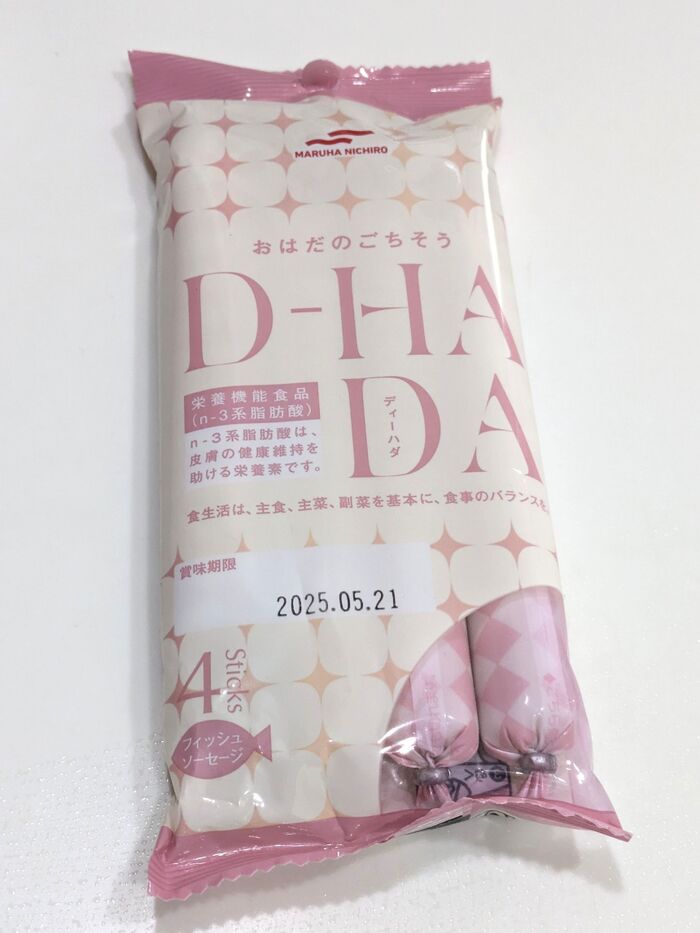 MARUHA NICHIRO
おはだのごちそう
D-HA
DA
ディーハダ
栄養機能食品
(n-3系脂肪酸)
n-3系脂肪酸は、
皮膚の健康維持を
助ける栄養素です。
食生活は、主食、主菜、副菜を基本に、食事のバランスを
賞味期限
2025.05.21
4 Sticks
フィッシュ
ソーセージ